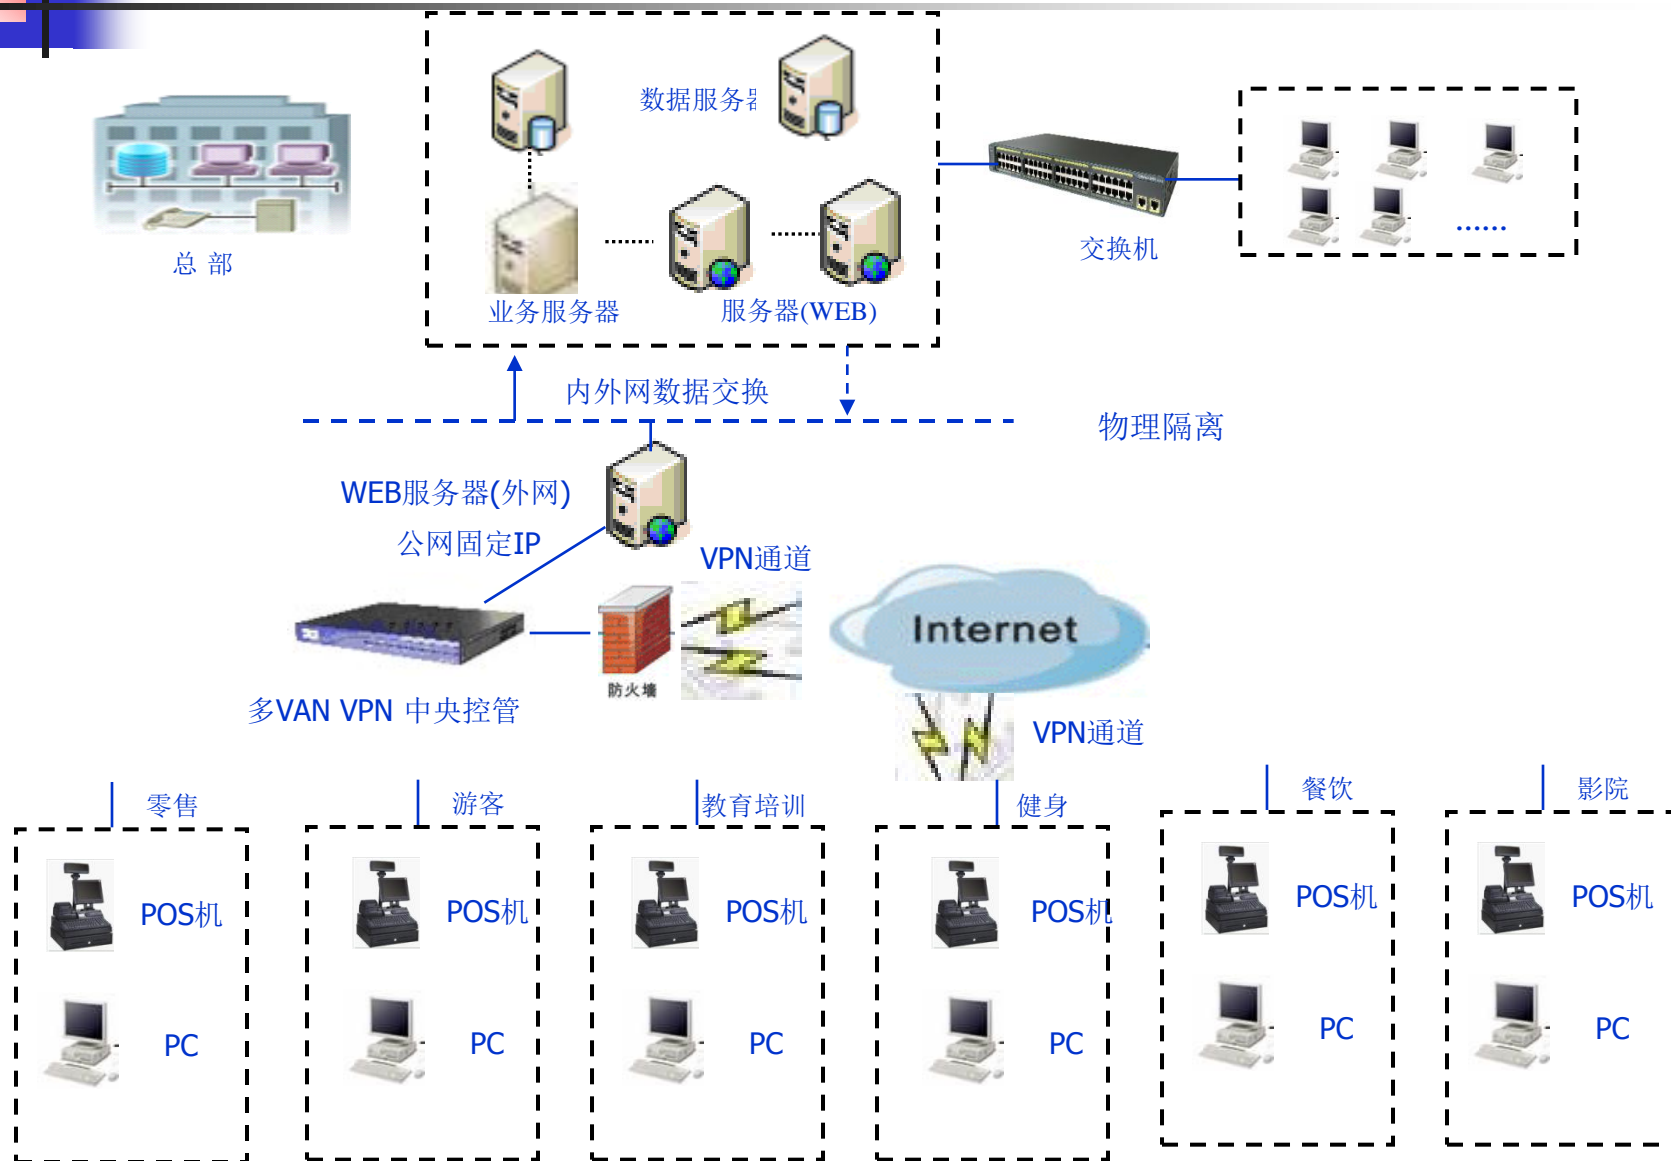 数据服务器
总 部
交换机
......
业务服务器
服务器(WEB)
内外网数据交换
物理隔离
WEB服务器(外网)
公网固定IP
VPN通道
Internet
防火墙
多VAN VPN 中央控管
VPN通道
零售
游客
教育培训
健身
餐饮
影院
POS机
POS机
POS机
POS机
POS机
POS机
PC
PC
PC
PC
PC
PC